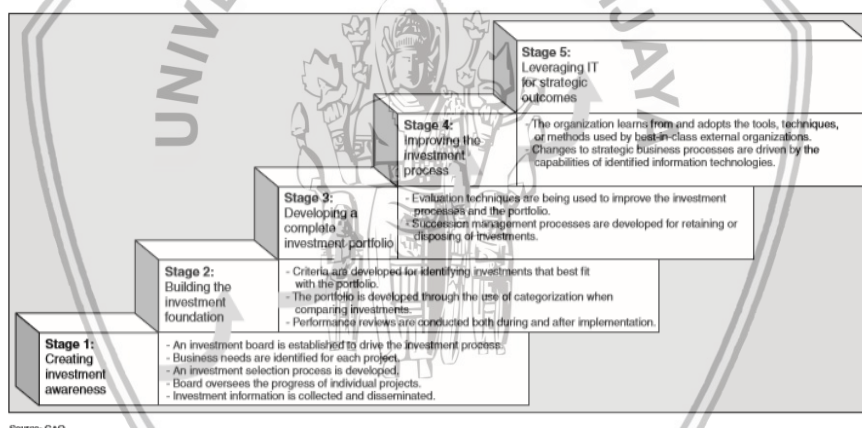 UNIVE
IJAYA
Stage 5:
Leveraging IT
for strategic
outcomes
- The organization learns from and adopts the tools, techniques,
or methods used by best-in-class external organizations.
- Changes to strategic business processes are driven by the
capabilities of identified information technologies.
Stage 4:
Improving the
investment
process
- Evaluation techniques are being used to improve the investment
processes and the portfolio.
- Succession management processes are developed for retaining or
disposing of investments.
Stage 3:
Developing a
complete
investment portfolio
- Criteria are developed for identifying investments that best fit
with the portfolio.
- The portfolio is developed through the use of categorization when
comparing investments.
- Performance reviews are conducted both during and after implementation.
Stage 2:
Building the
investment
foundation
- An investment board is established to drive the investment process.
- Business needs are identified for each project.
- An investment selection process is developed.
- Board oversees the progress of individual projects.
- Investment information is collected and disseminated.
Stage 1:
Creating
investment
awareness